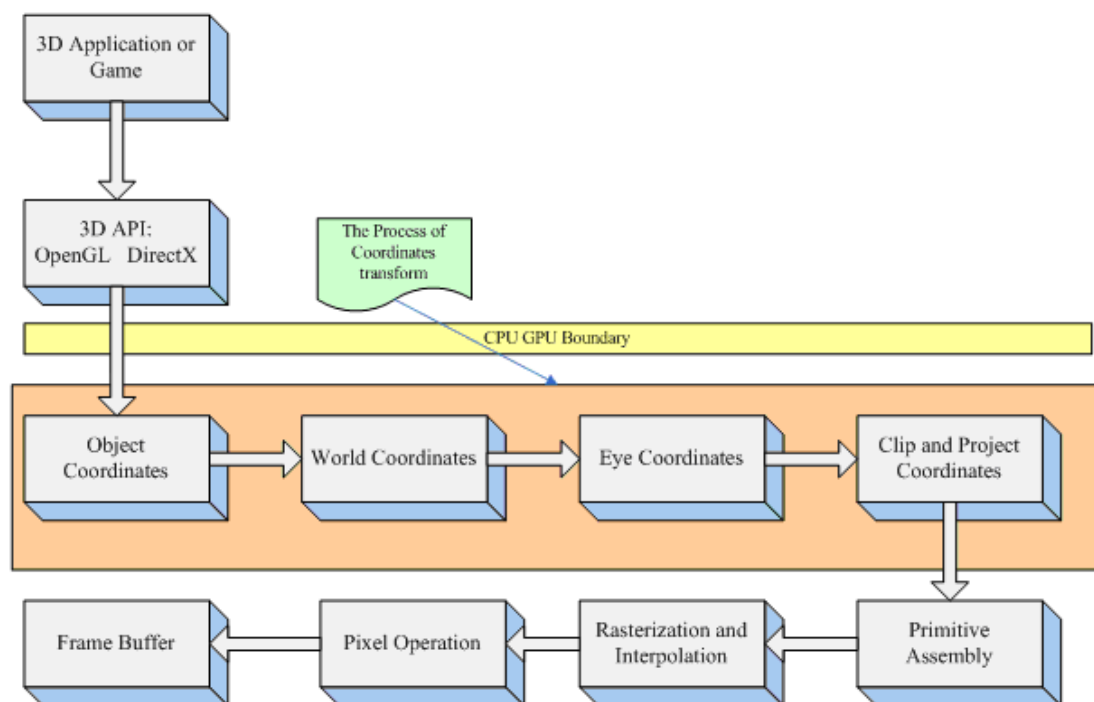 3D Application or
Game
3D API:
OpenGL DirectX
The Process of
Coordinates
transform
CPU GPU Boundary
Object
Coordinates
World Coordinates
Eye Coordinates
Clip and Project
Coordinates
Frame Buffer
Pixel Operation
Rasterization and
Interpolation
Primitive
Assembly